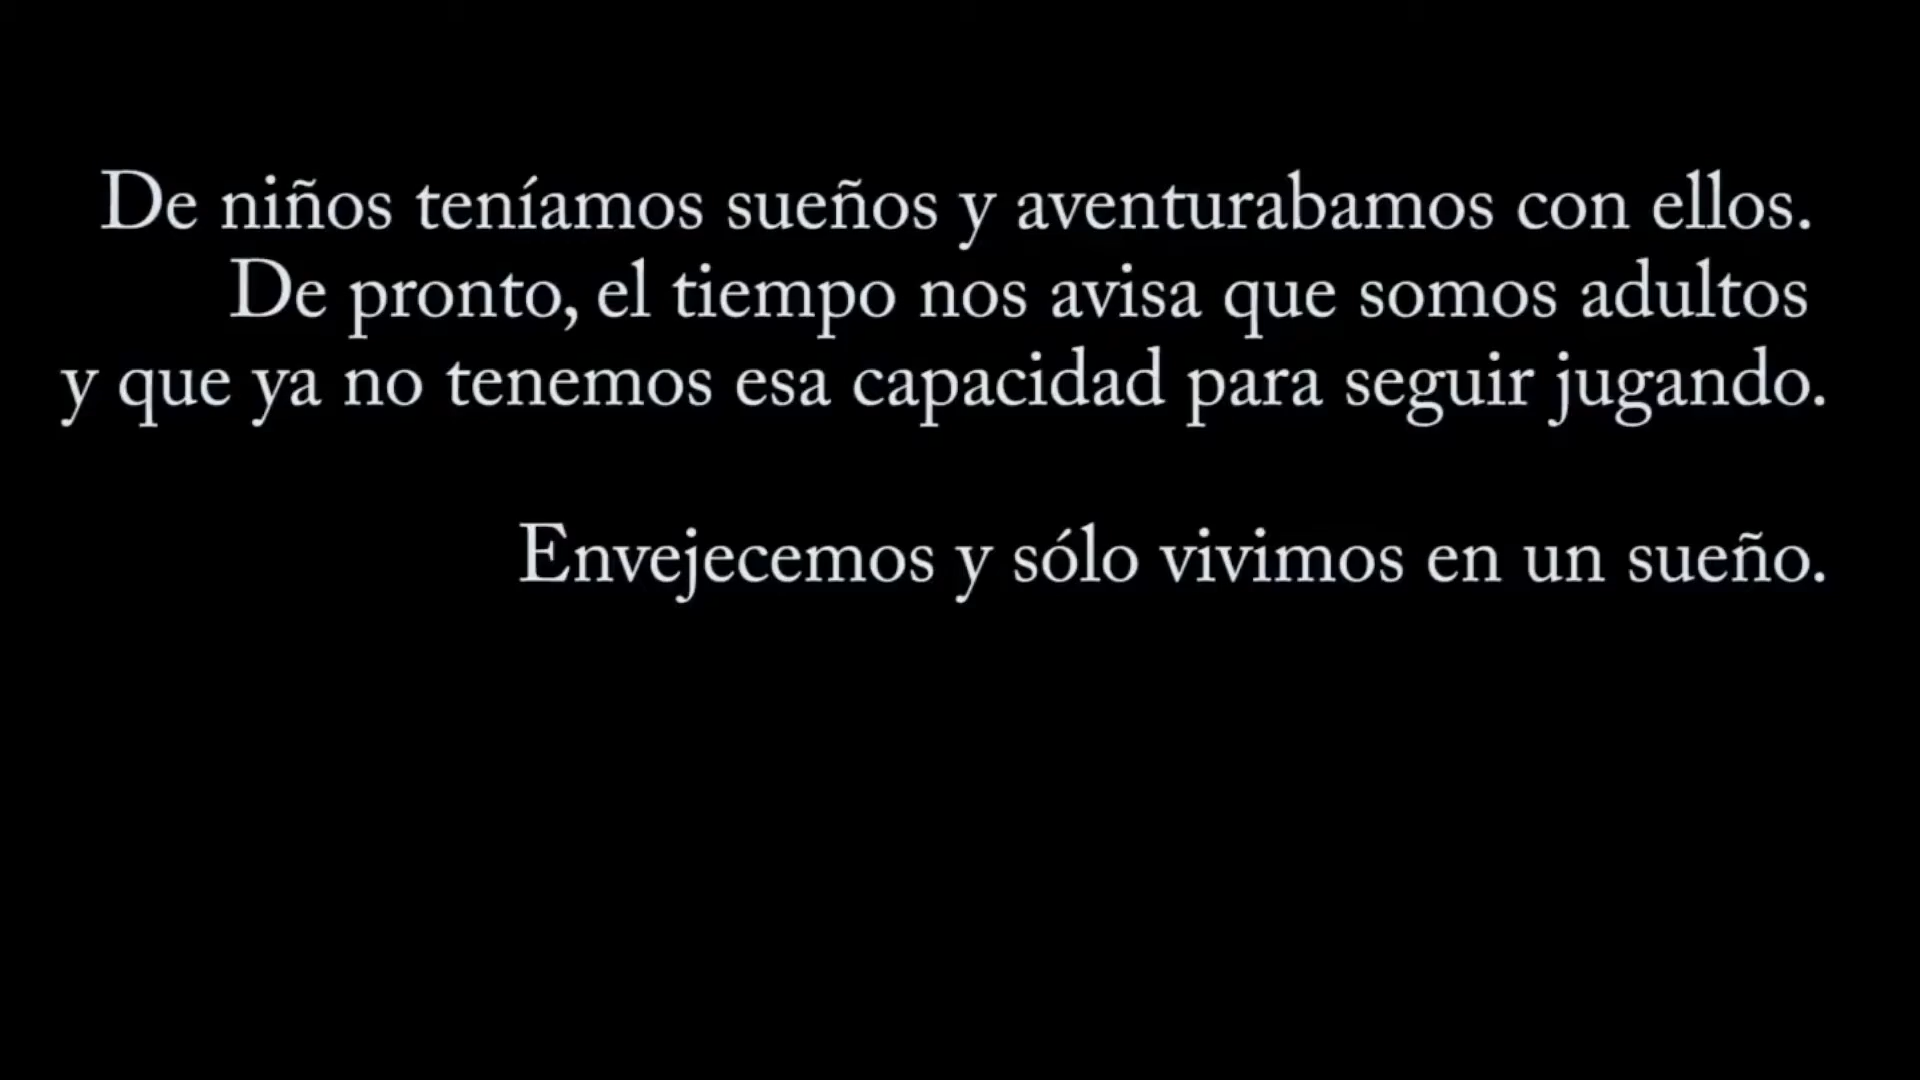 De niños teníamos sueños y aventurabamos con ellos.
De pronto, el tiempo nos avisa que somos adultos
y que ya no tenemos esa capacidad para seguir jugando.
Envejecemos y sólo vivimos en un sueño.